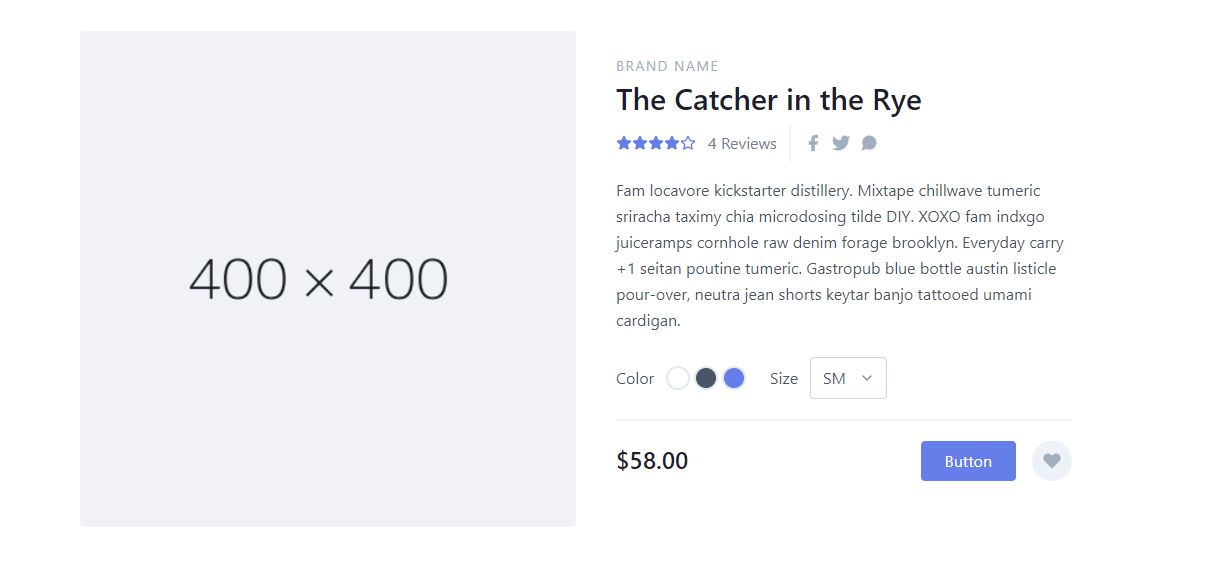 400 × 400
BRAND NAME
The Catcher in the Rye
4 Reviews
Fam locavore kickstarter distillery. Mixtape chillwave tumeric
sriracha taximy chia microdosing tilde DIY. XOXO fam indxgo
juiceramps cornhole raw denim forage brooklyn. Everyday carry
+1 seitan poutine tumeric. Gastropub blue bottle austin listicle
pour-over, neutra jean shorts keytar banjo tattooed umami
cardigan.
Color Size SM
$58.00 Button